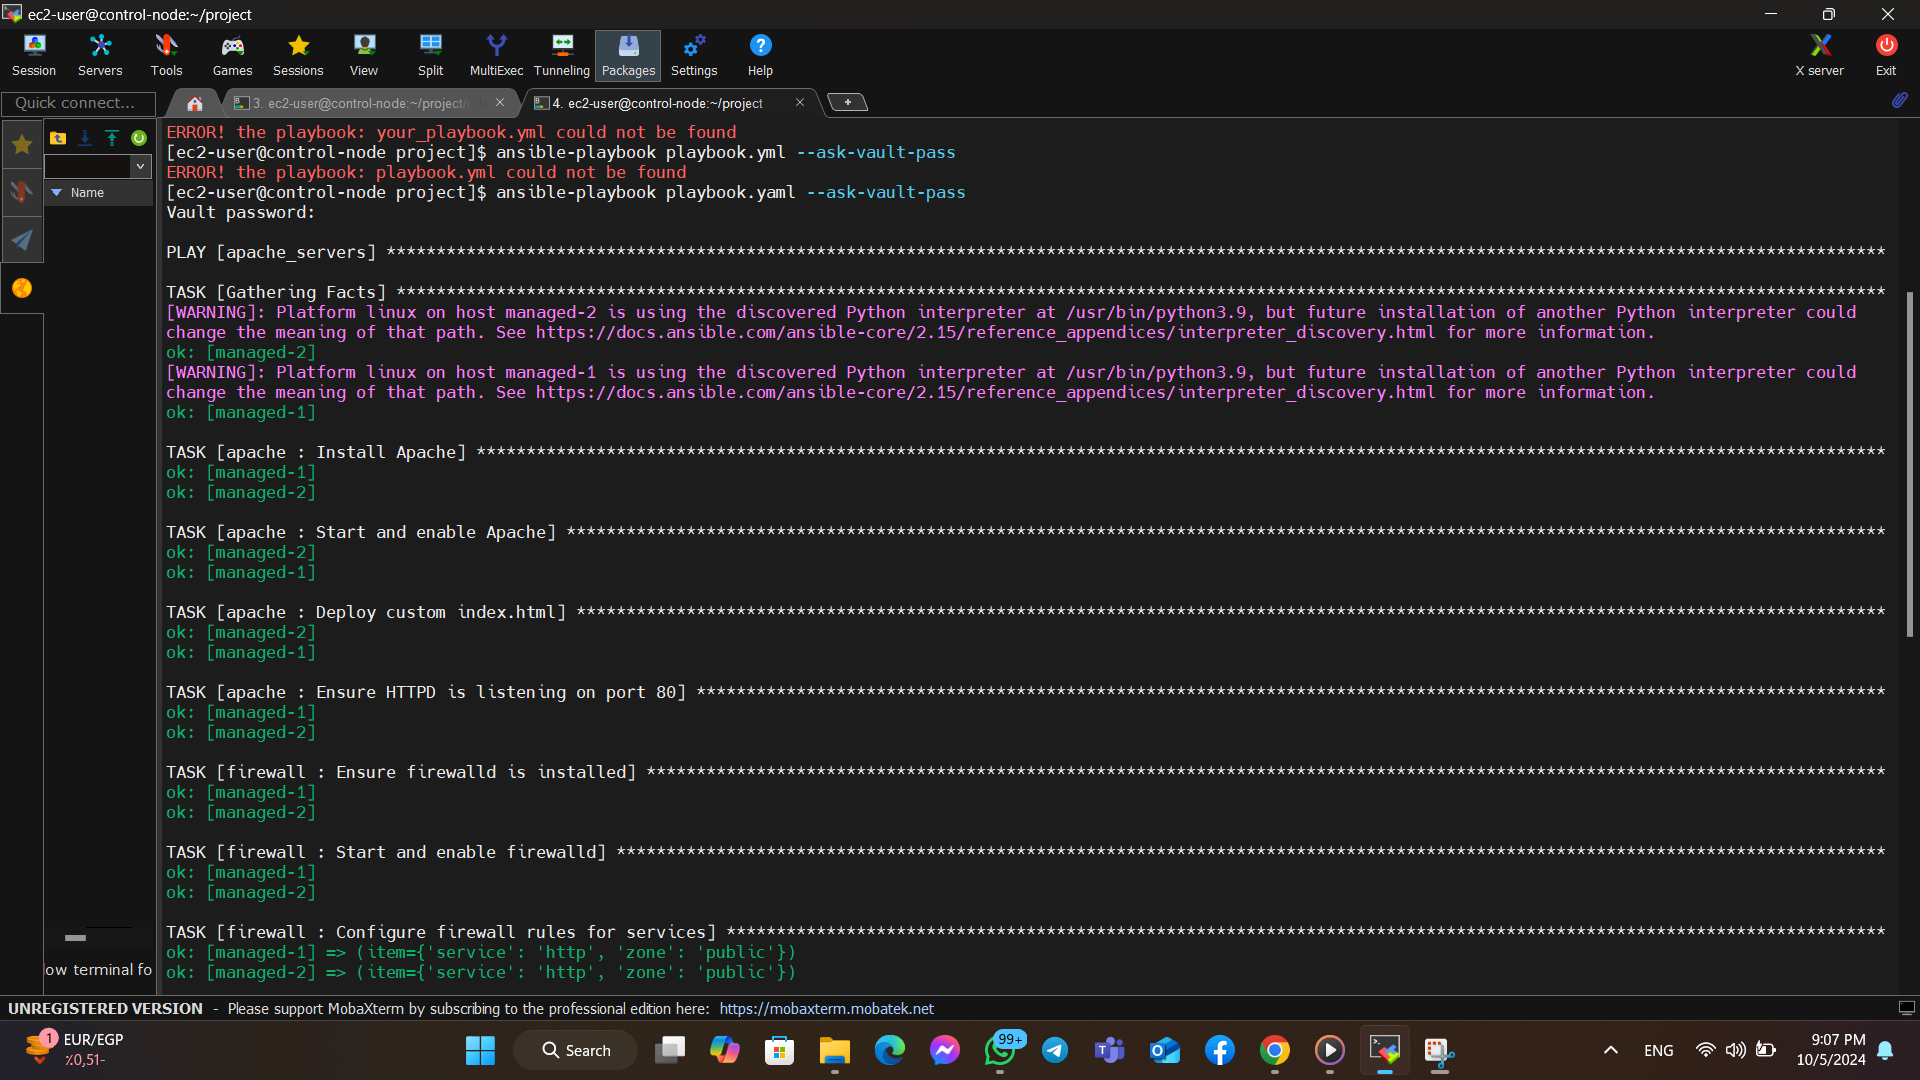 ec2-user@control-node:~/project
Session
Servers
Tools
Games
Sessions
View
Split
MultiExec
Tunneling
Packages
Settings
Help
X server
Exit
Quick connect...
3. ec2-user@control-node:~/project/
4. ec2-user@control-node:~/project
Name
ERROR! the playbook: your_playbook.yml could not be found
[ec2-user@control-node project]$ ansible-playbook playbook.yml --ask-vault-pass
ERROR! the playbook: playbook.yml could not be found
[ec2-user@control-node project]$ ansible-playbook playbook.yaml --ask-vault-pass
Vault password:
PLAY [apache_servers] ******************************************************************************************************************************************************
TASK [Gathering Facts] *****************************************************************************************************************************************************
[WARNING]: Platform linux on host managed-2 is using the discovered Python interpreter at /usr/bin/python3.9, but future installation of another Python interpreter could
change the meaning of that path. See https://docs.ansible.com/ansible-core/2.15/reference_appendices/interpreter_discovery.html for more information.
ok: [managed-2]
[WARNING]: Platform linux on host managed-1 is using the discovered Python interpreter at /usr/bin/python3.9, but future installation of another Python interpreter could
change the meaning of that path. See https://docs.ansible.com/ansible-core/2.15/reference_appendices/interpreter_discovery.html for more information.
ok: [managed-1]
TASK [apache : Install Apache] *********************************************************************************************************************************************
ok: [managed-1]
ok: [managed-2]
TASK [apache : Start and enable Apache] ************************************************************************************************************************************
ok: [managed-2]
ok: [managed-1]
TASK [apache : Deploy custom index.html] ***********************************************************************************************************************************
ok: [managed-2]
ok: [managed-1]
TASK [apache : Ensure HTTPD is listening on port 80] ***********************************************************************************************************************
ok: [managed-1]
ok: [managed-2]
TASK [firewall : Ensure firewalld is installed] ****************************************************************************************************************************
ok: [managed-1]
ok: [managed-2]
TASK [firewall : Start and enable firewalld] *******************************************************************************************************************************
ok: [managed-1]
ok: [managed-2]
TASK [firewall : Configure firewall rules for services] ********************************************************************************************************************
ok: [managed-1] => (item={'service': 'http', 'zone': 'public'})
ok: [managed-2] => (item={'service': 'http', 'zone': 'public'})
ow terminal fo
UNREGISTERED VERSION - Please support MobaXterm by subscribing to the professional edition here: https://mobaxterm.mobatek.net
1
EUR/EGP
٪0,51-
Search
99+
ENG
9:07 PM
10/5/2024